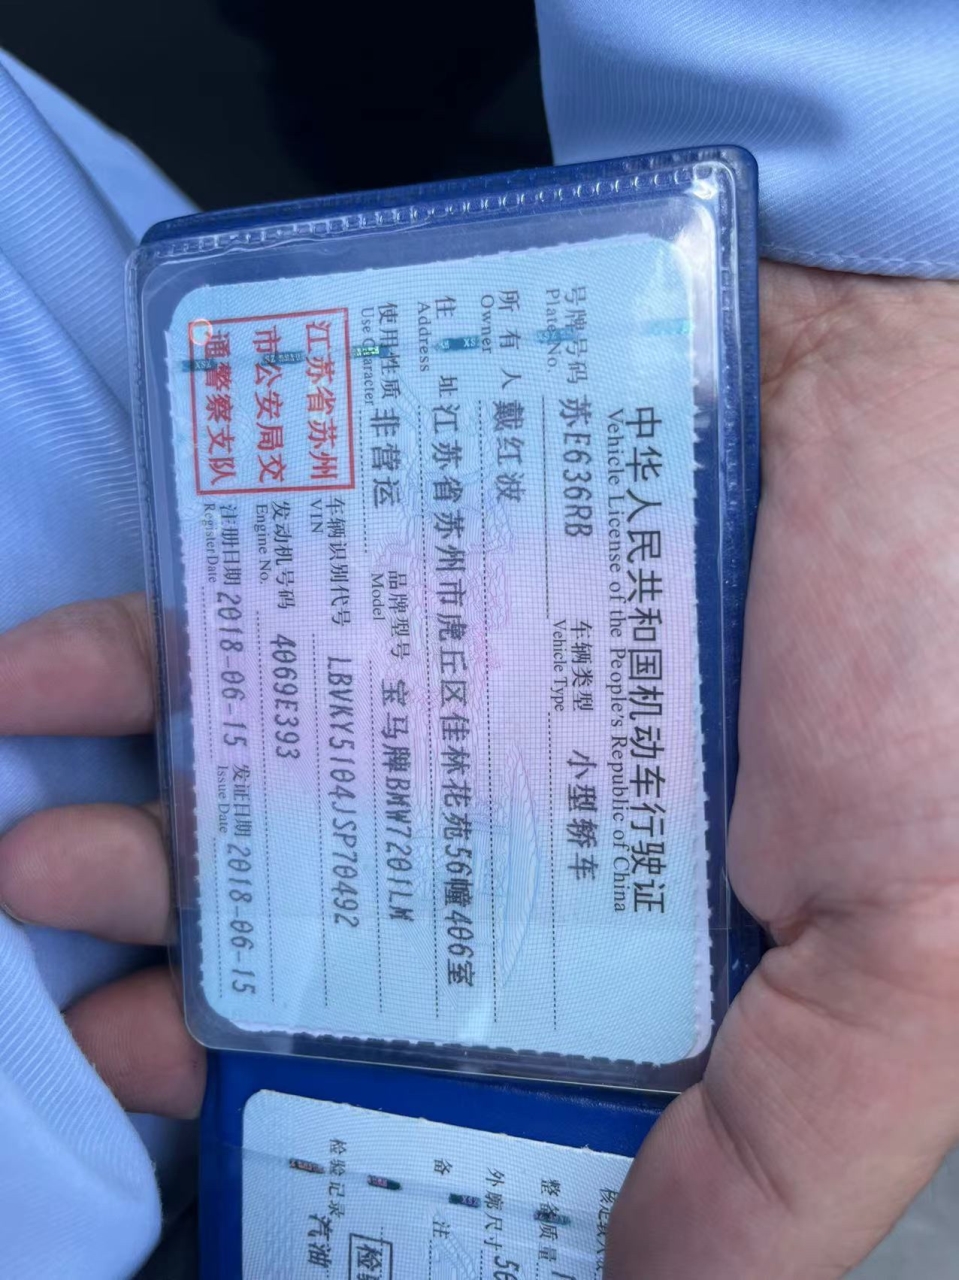 中华人民共和国机动车行驶证
Vehicle License of the People's Republic of China
号牌号码 苏E636RB 车辆类型 小型轿车
Plate No. Vehicle Type
所有人 戴红波
Owner
住址 江苏省苏州市虎丘区佳林花苑56幢406室
Address
使用性质 非营运 品牌型号 宝马牌BMW7201LM
Use Character Model
江苏省苏州
市公安局交
通警察支队
车辆识别代号 LBVKY5104JSP70492
VIN
发动机号码 4069E393
Engine No.
注册日期 2018-06-15 发证日期 2018-06-15
Register Date Issue Date
整备质量
外廓尺寸 50
备注
检验记录 汽油